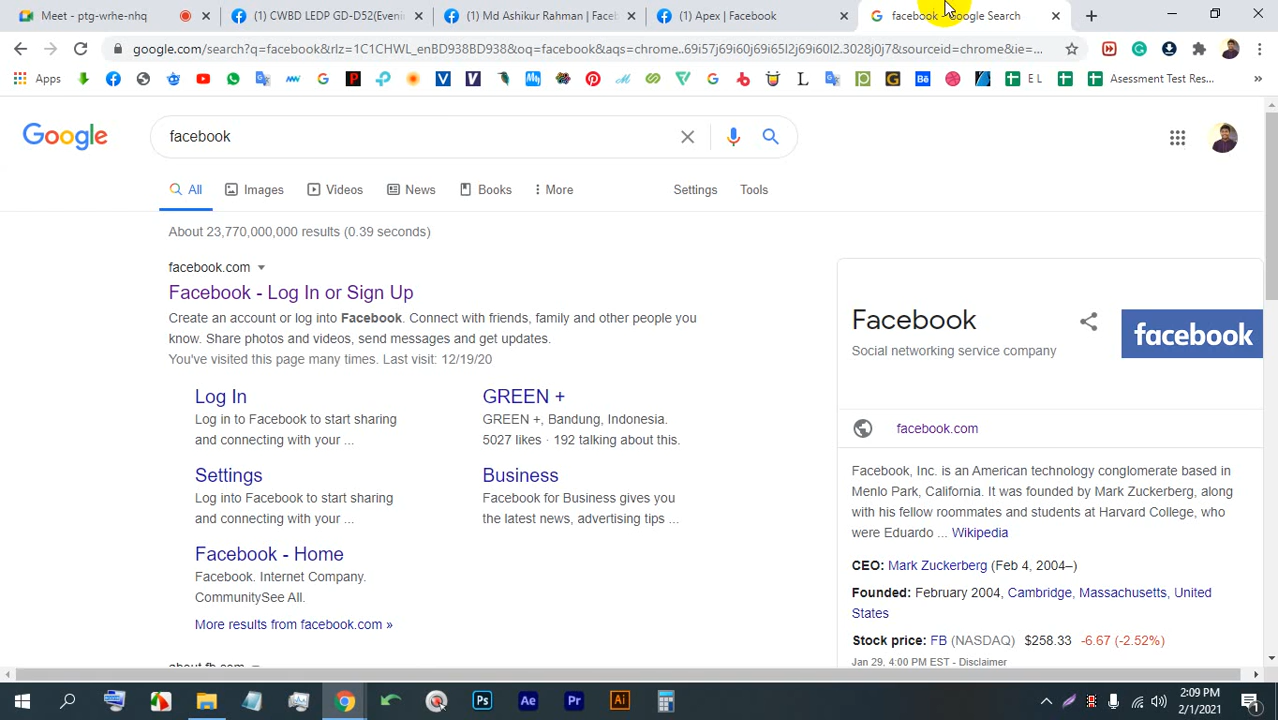 Meet - ptg-wrhe-nhq
(1) CWBD LEDP GD-D52(Eveni
(1) Md Ashikur Rahman | Faceb
(1) Apex | Facebook
facebook - Google Search
google.com/search?q=facebook&rlz=1C1CHWL_enBD938BD938&oq=facebook&aqs=chrome..69i57j69i60j69i65l2j69i60l2.3028j0j7&sourceid=chrome&ie=...
Apps
E L
Asessment Test Res...
Google
facebook
All
Images
Videos
News
Books
More
Settings
Tools
About 23,770,000,000 results (0.39 seconds)
facebook.com
Facebook - Log In or Sign Up
Create an account or log into Facebook. Connect with friends, family and other people you
know. Share photos and videos, send messages and get updates.
You've visited this page many times. Last visit: 12/19/20
Log In
Log in to Facebook to start sharing
and connecting with your ...
GREEN +
GREEN +, Bandung, Indonesia.
5027 likes · 192 talking about this.
Settings
Log into Facebook to start sharing
and connecting with your ...
Business
Facebook for Business gives you
the latest news, advertising tips ...
Facebook - Home
Facebook. Internet Company.
CommunitySee All.
More results from facebook.com »
about.fb.com
Facebook
Social networking service company
facebook
facebook.com
Facebook, Inc. is an American technology conglomerate based in
Menlo Park, California. It was founded by Mark Zuckerberg, along
with his fellow roommates and students at Harvard College, who
were Eduardo ... Wikipedia
CEO: Mark Zuckerberg (Feb 4, 2004–)
Founded: February 2004, Cambridge, Massachusetts, United
States
Stock price: FB (NASDAQ) $258.33 -6.67 (-2.52%)
Jan 29, 4:00 PM EST - Disclaimer
Ps
Ae
Pr
Ai
2:09 PM
2/1/2021